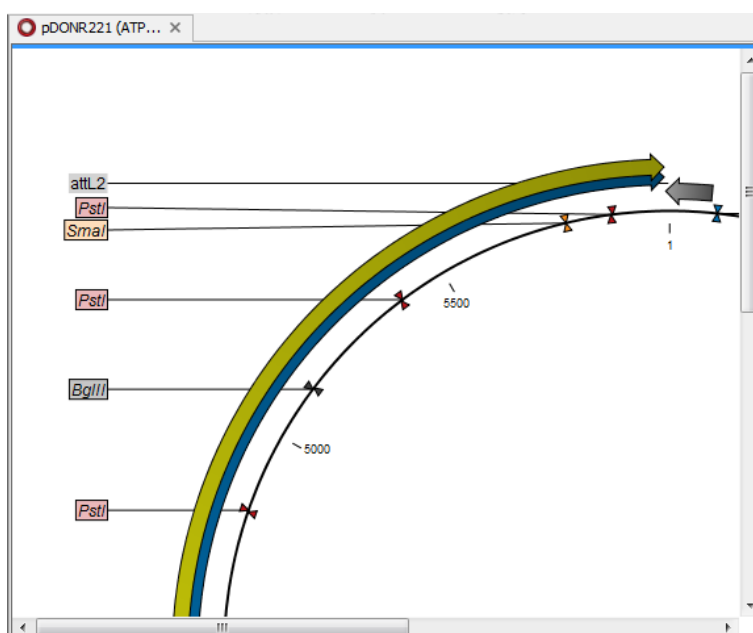 pDONR221 (ATP...
attL2
PstI
SmaI
1
PstI
5500
BglII
5000
PstI